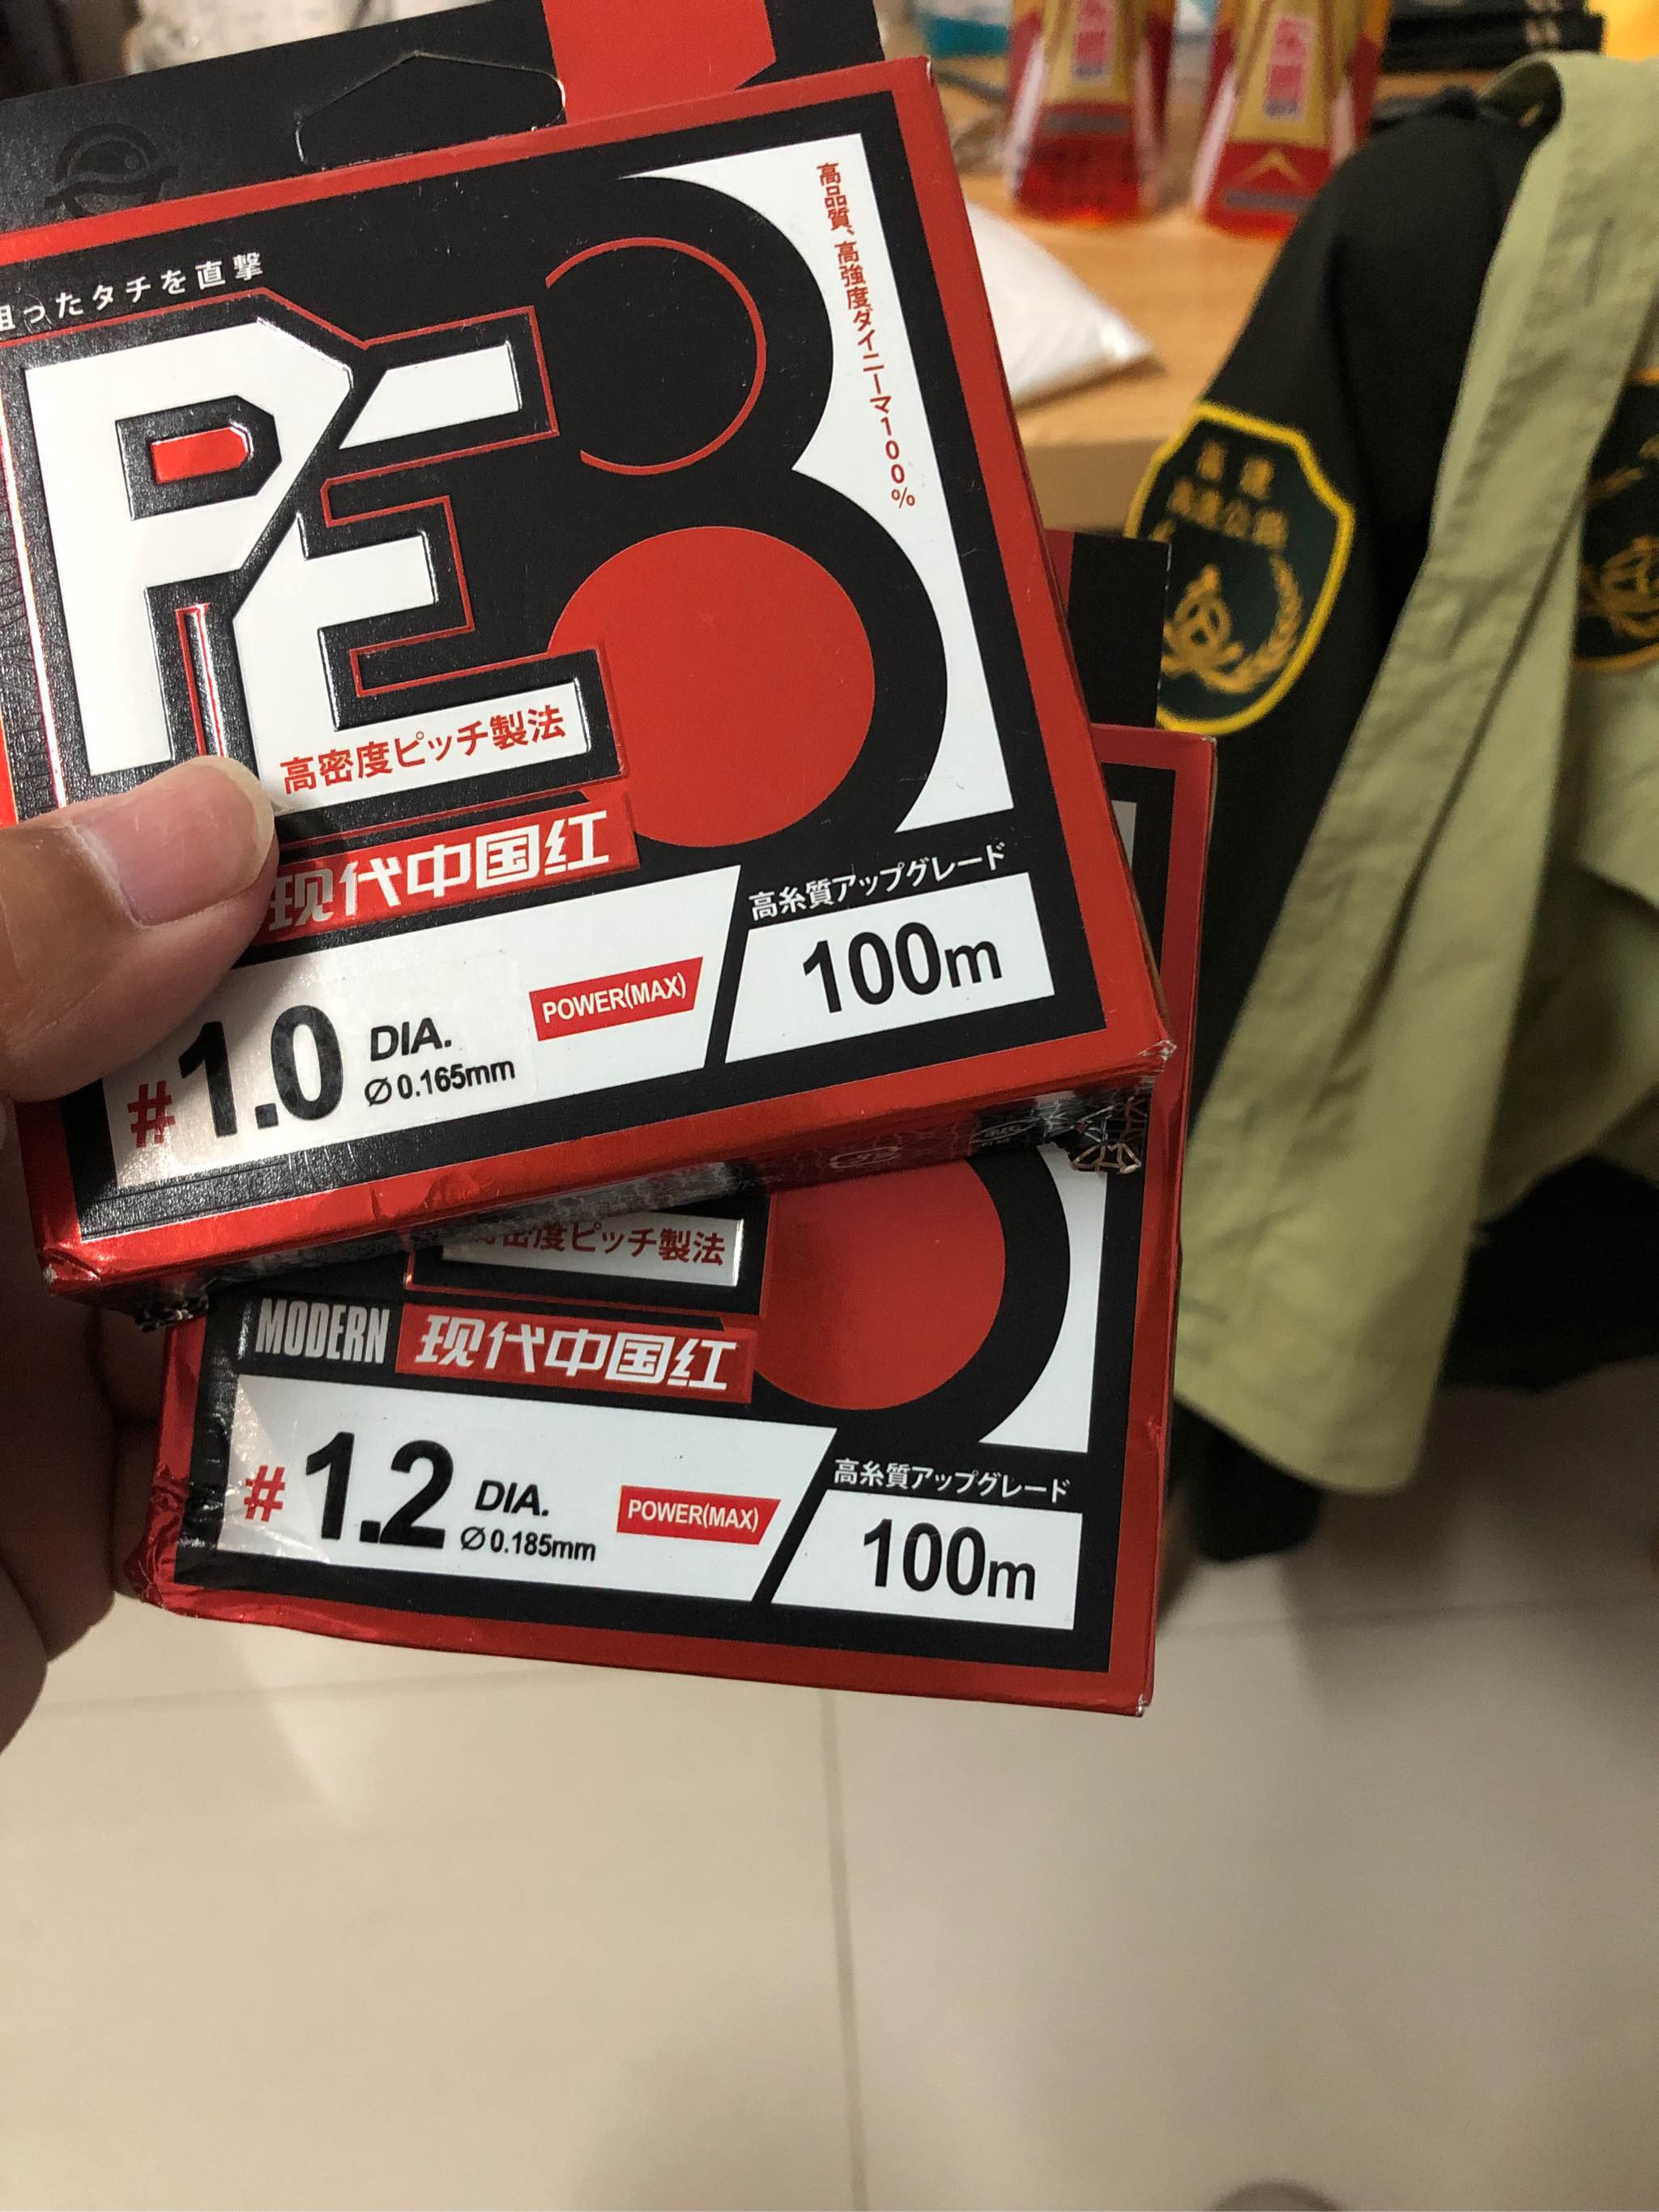 ったタチを直撃
高品質、高強度ダイニーマ100%
PE
8
高密度ピッチ製法
现代中国红
高糸質アップグレード
#1.0 DIA.
Ø0.165mm
POWER(MAX)
100m
密度ピッチ製法
MODERN 现代中国红
高糸質アップグレード
#1.2 DIA.
Ø0.185mm
POWER(MAX)
100m
高速公路